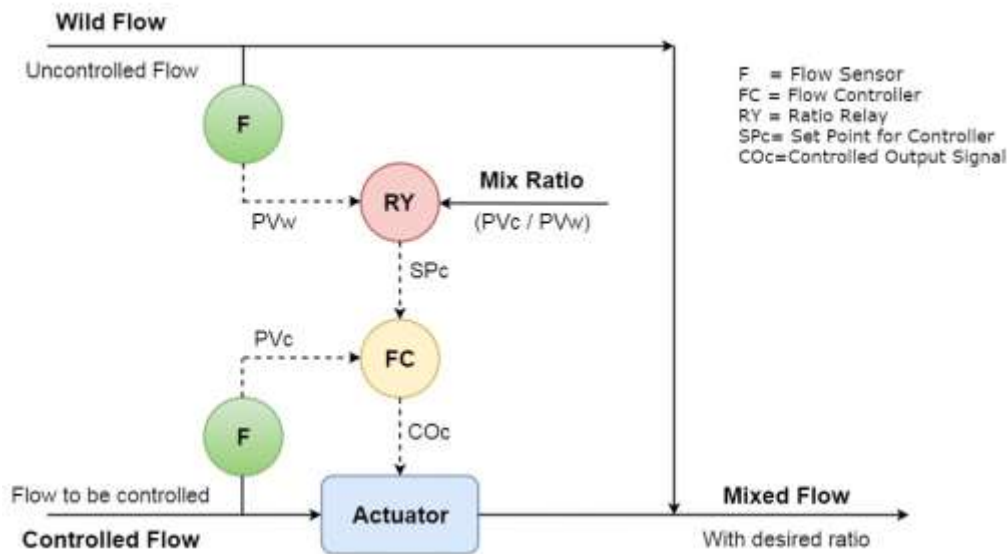 Wild Flow
Uncontrolled Flow
F
F = Flow Sensor
FC = Flow Controller
RY = Ratio Relay
SPc= Set Point for Controller
COc=Controlled Output Signal
RY
Mix Ratio
(PVc / PVw)
PVw
SPc
PVc
FC
F
COc
Flow to be controlled
Controlled Flow
Actuator
Mixed Flow
With desired ratio